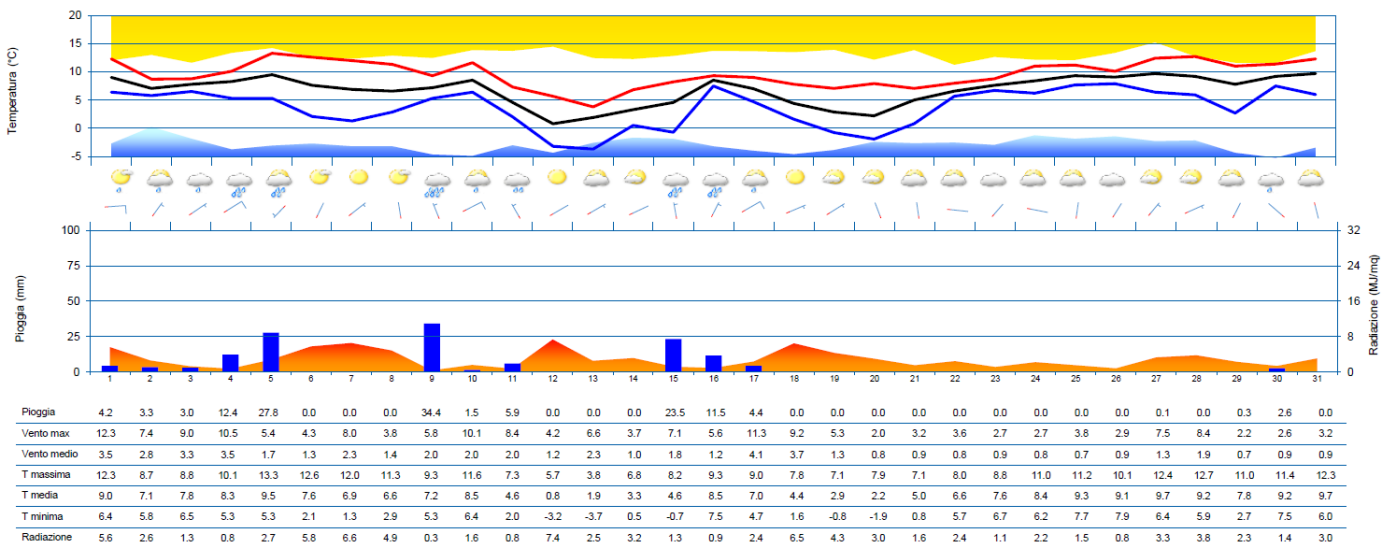 20
15
10
5
0
-5
Temperatura (°C)
100 32
75 24
50 16
25 8
0 0
Pioggia (mm)
Radiazione (MJ/mq)
1 2 3 4 5 6 7 8 9 10 11 12 13 14 15 16 17 18 19 20 21 22 23 24 25 26 27 28 29 30 31
Pioggia 4.2 3.3 3.0 12.4 27.8 0.0 0.0 0.0 34.4 1.5 5.9 0.0 0.0 0.0 23.5 11.5 4.4 0.0 0.0 0.0 0.0 0.0 0.0 0.0 0.0 0.0 0.1 0.0 0.3 2.6 0.0
Vento max 12.3 7.4 9.0 10.5 5.4 4.3 8.0 3.8 5.8 10.1 8.4 4.2 6.6 3.7 7.1 5.6 11.3 9.2 5.3 2.0 3.2 3.6 2.7 2.7 3.8 2.9 7.5 8.4 2.2 2.6 3.2
Vento medio 3.5 2.8 3.3 3.5 1.7 1.3 2.3 1.4 2.0 2.0 2.0 1.2 2.3 1.0 1.8 1.2 4.1 3.7 1.3 0.8 0.9 0.8 0.9 0.8 0.7 0.9 1.3 1.9 0.7 0.9 0.9
T massima 12.3 8.7 8.8 10.1 13.3 12.6 12.0 11.3 9.3 11.6 7.3 5.7 3.8 6.8 8.2 9.3 9.0 7.8 7.1 7.9 7.1 8.0 8.8 11.0 11.2 10.1 12.4 12.7 11.0 11.4 12.3
T media 9.0 7.1 7.8 8.3 9.5 7.6 6.9 6.6 7.2 8.5 4.6 0.8 1.9 3.3 4.6 8.5 7.0 4.4 2.9 2.2 5.0 6.6 7.6 8.4 9.3 9.1 9.7 9.2 7.8 9.2 9.7
T minima 6.4 5.8 6.5 5.3 5.3 2.1 1.3 2.9 5.3 6.4 2.0 -3.2 -3.7 0.5 -0.7 7.5 4.7 1.6 -0.8 -1.9 0.8 5.7 6.7 6.2 7.7 7.9 6.4 5.9 2.7 7.5 6.0
Radiazione 5.6 2.6 1.3 0.8 2.7 5.8 6.6 4.9 0.3 1.6 0.8 7.4 2.5 3.2 1.3 0.9 2.4 6.5 4.3 3.0 1.6 2.4 1.1 2.2 1.5 0.8 3.3 3.8 2.3 1.4 3.0